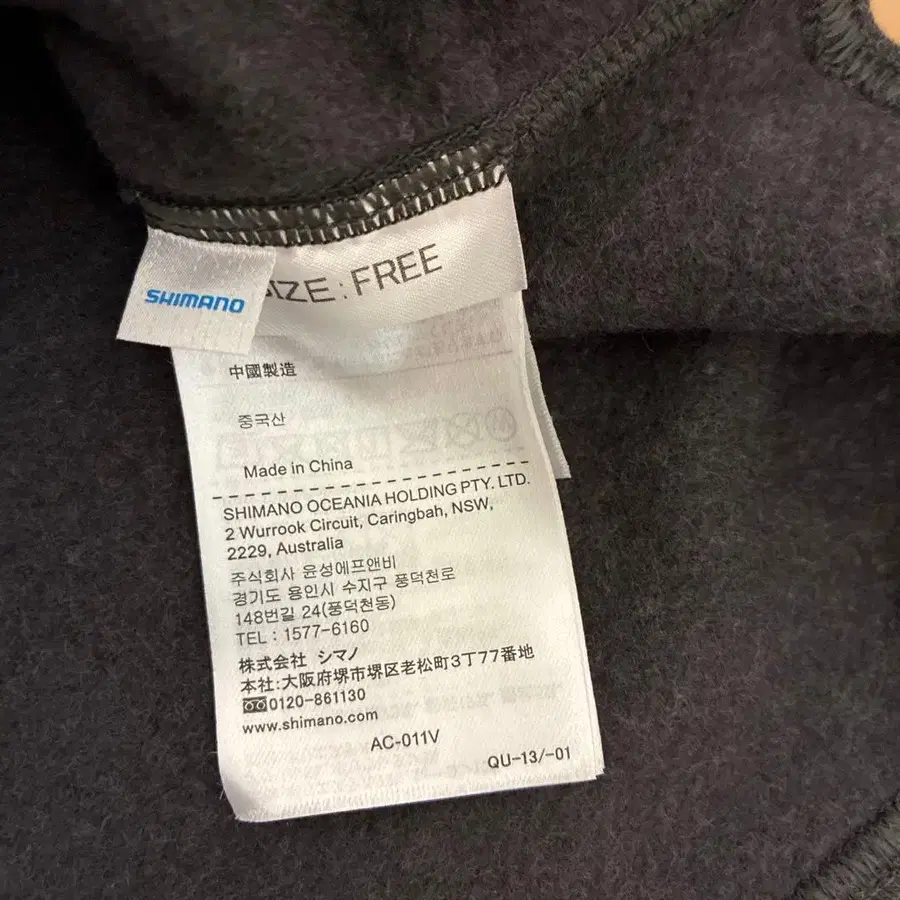 SHIMANO
SIZE : FREE
中國製造
중국산
Made in China
SHIMANO OCEANIA HOLDING PTY. LTD.
2 Wurrook Circuit, Caringbah, NSW,
2229, Australia
주식회사 윤성에프앤비
경기도 용인시 수지구 풍덕천로
148번길 24(풍덕천동)
TEL : 1577-6160
株式会社 シマノ
本社:大阪府堺市堺区老松町3丁77番地
0120-861130
www.shimano.com
AC-011V
QU-13/-01